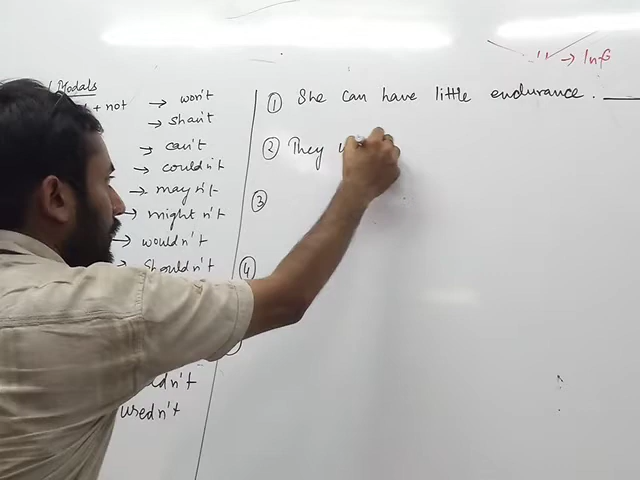 Modals
+ not → won't
→ shan't
→ can't
→ couldn't
→ mayn't
→ mightn't
→ wouldn't
→ shouldn't
usedn't
→ Inf
① She can have little endurance. ___
② They
③
④